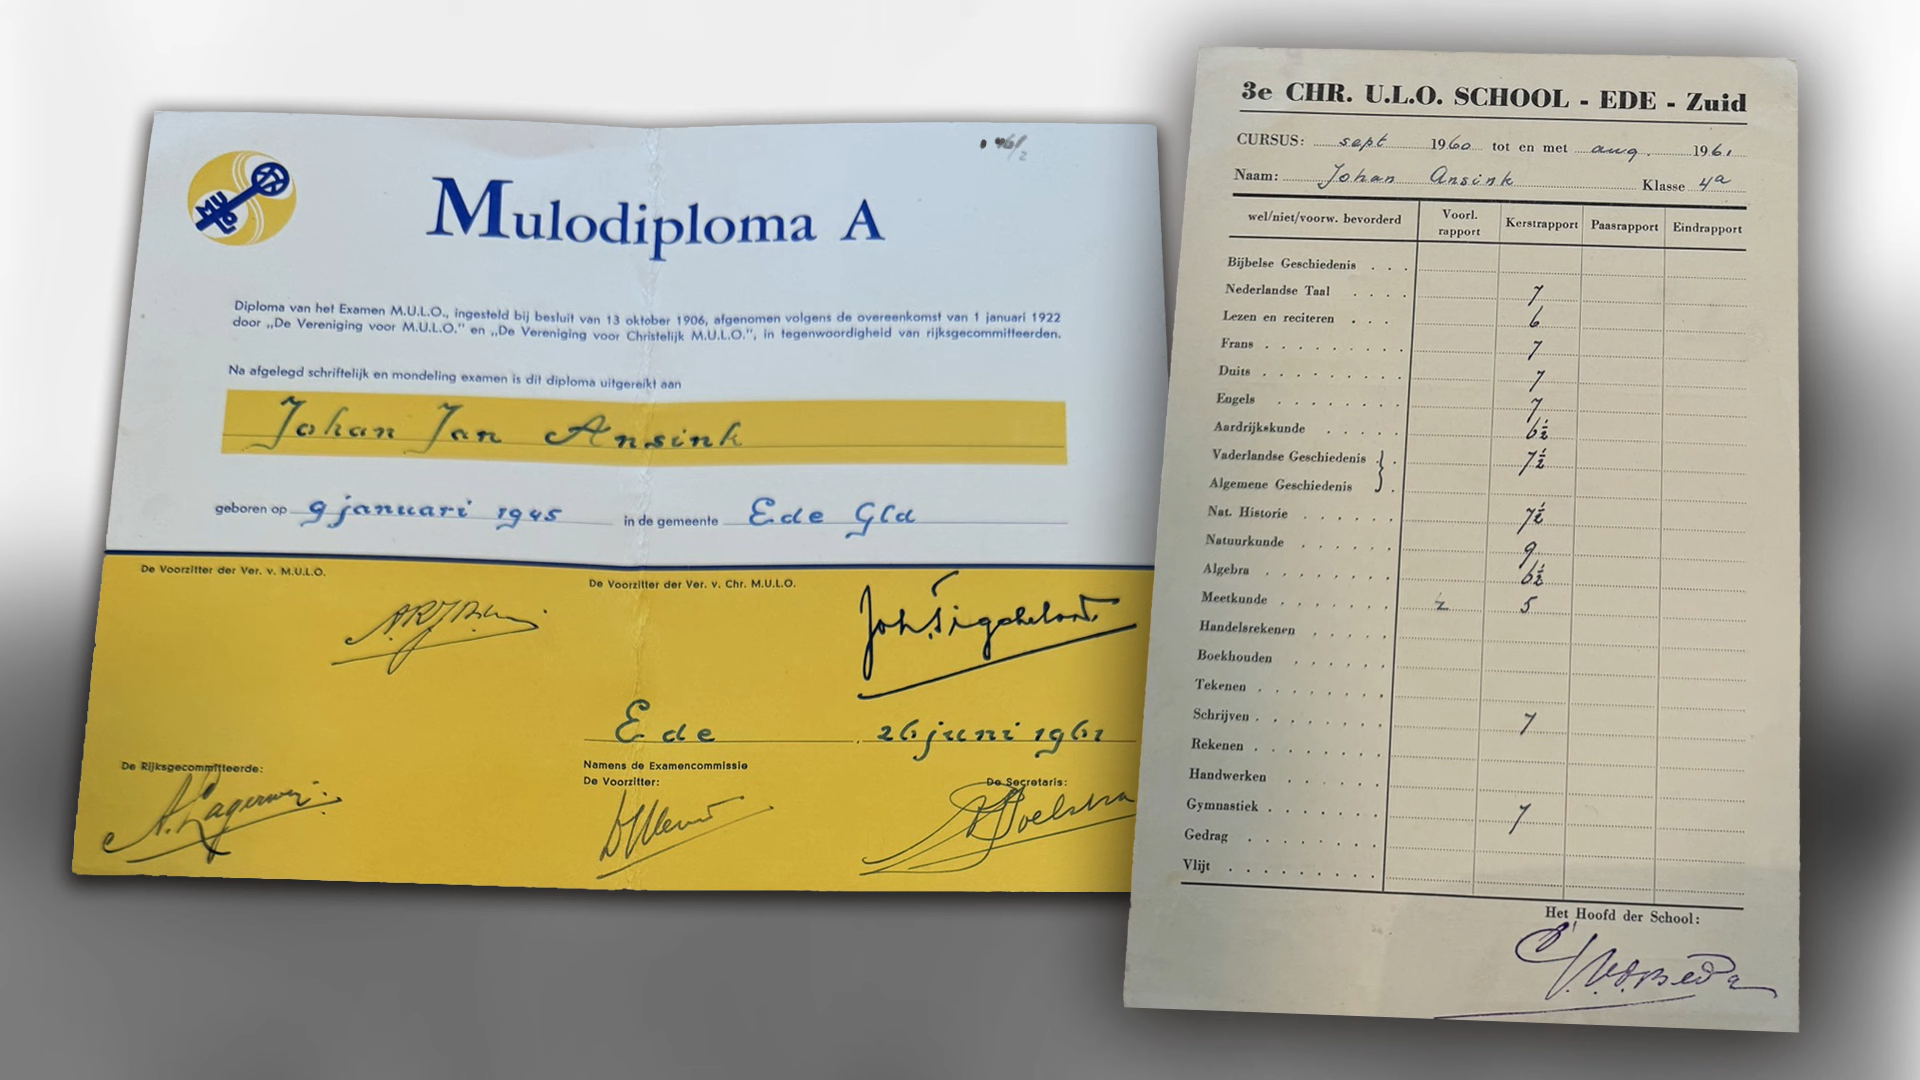 MULO
Mulodiploma A
Diploma van het Examen M.U.L.O., ingesteld bij besluit van 13 oktober 1906, afgenomen volgens de overeenkomst van 1 januari 1922
door „De Vereniging voor M.U.L.O." en „De Vereniging voor Christelijk M.U.L.O.", in tegenwoordigheid van rijksgecommitteerden.
Na afgelegd schriftelijk en mondeling examen is dit diploma uitgereikt aan
Johan Jan Ansink
geboren op 9 januari 1945 in de gemeente Ede Gld
De Voorzitter der Ver. v. M.U.L.O.
De Voorzitter der Ver. v. Chr. M.U.L.O.
Ede 26 juni 1961
De Rijksgecommitteerde:
Namens de Examencommissie
De Voorzitter:
De Secretaris:
3e CHR. U.L.O. SCHOOL - EDE - Zuid
CURSUS: sept 1960 tot en met aug. 1961
Naam: Johan Ansink Klasse 4a
wel/niet/voorw. bevorderd Voorl. rapport Kerstrapport Paasrapport Eindrapport
Bijbelse Geschiedenis
Nederlandse Taal 7
Lezen en reciteren 6
Frans 7
Duits 7
Engels 7
Aardrijkskunde 6½
Vaderlandse Geschiedenis 7½
Algemene Geschiedenis
Nat. Historie 7½
Natuurkunde 9
Algebra 6½
Meetkunde z 5
Handelsrekenen
Boekhouden
Tekenen
Schrijven 7
Rekenen
Handwerken
Gymnastiek 7
Gedrag
Vlijt
Het Hoofd der School: